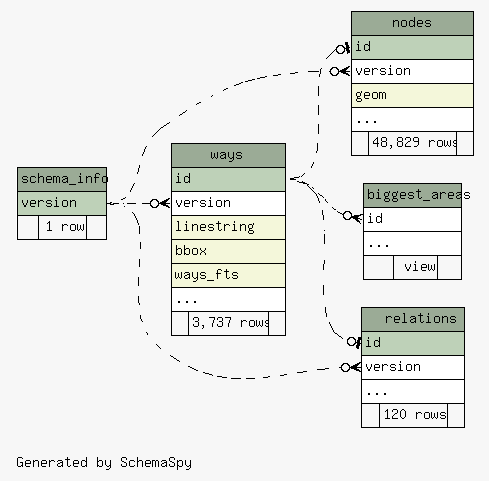 nodes
id
version
geom
...
48,829 rows
ways
id
version
linestring
bbox
ways_fts
...
3,737 rows
schema_info
version
1 row
biggest_areas
id
...
view
relations
id
version
...
120 rows
Generated by SchemaSpy